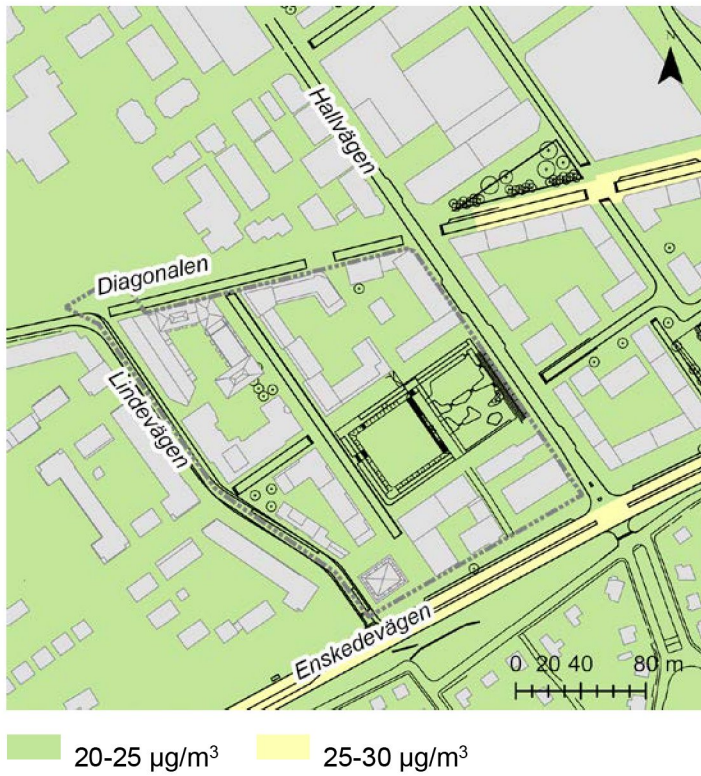 N
Hallvägen
Diagonalen
Lindevägen
Enskedevägen
0 20 40 80 m
20-25 µg/m³ 25-30 µg/m³